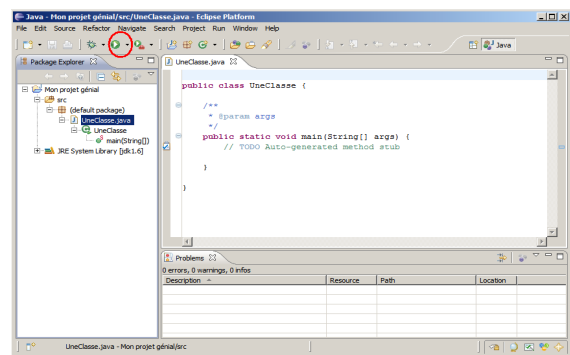 Java - Mon projet génial/src/UneClasse.java - Eclipse Platform
File Edit Source Refactor Navigate Search Project Run Window Help
Java
Package Explorer
UneClasse.java
Mon projet génial
src
(default package)
UneClasse.java
UneClasse
main(String[])
JRE System Library [jdk1.6]
public class UneClasse {
/**
* @param args
*/
public static void main(String[] args) {
// TODO Auto-generated method stub
}
}
Problems
0 errors, 0 warnings, 0 infos
Description Resource Path Location
UneClasse.java - Mon projet génial/src